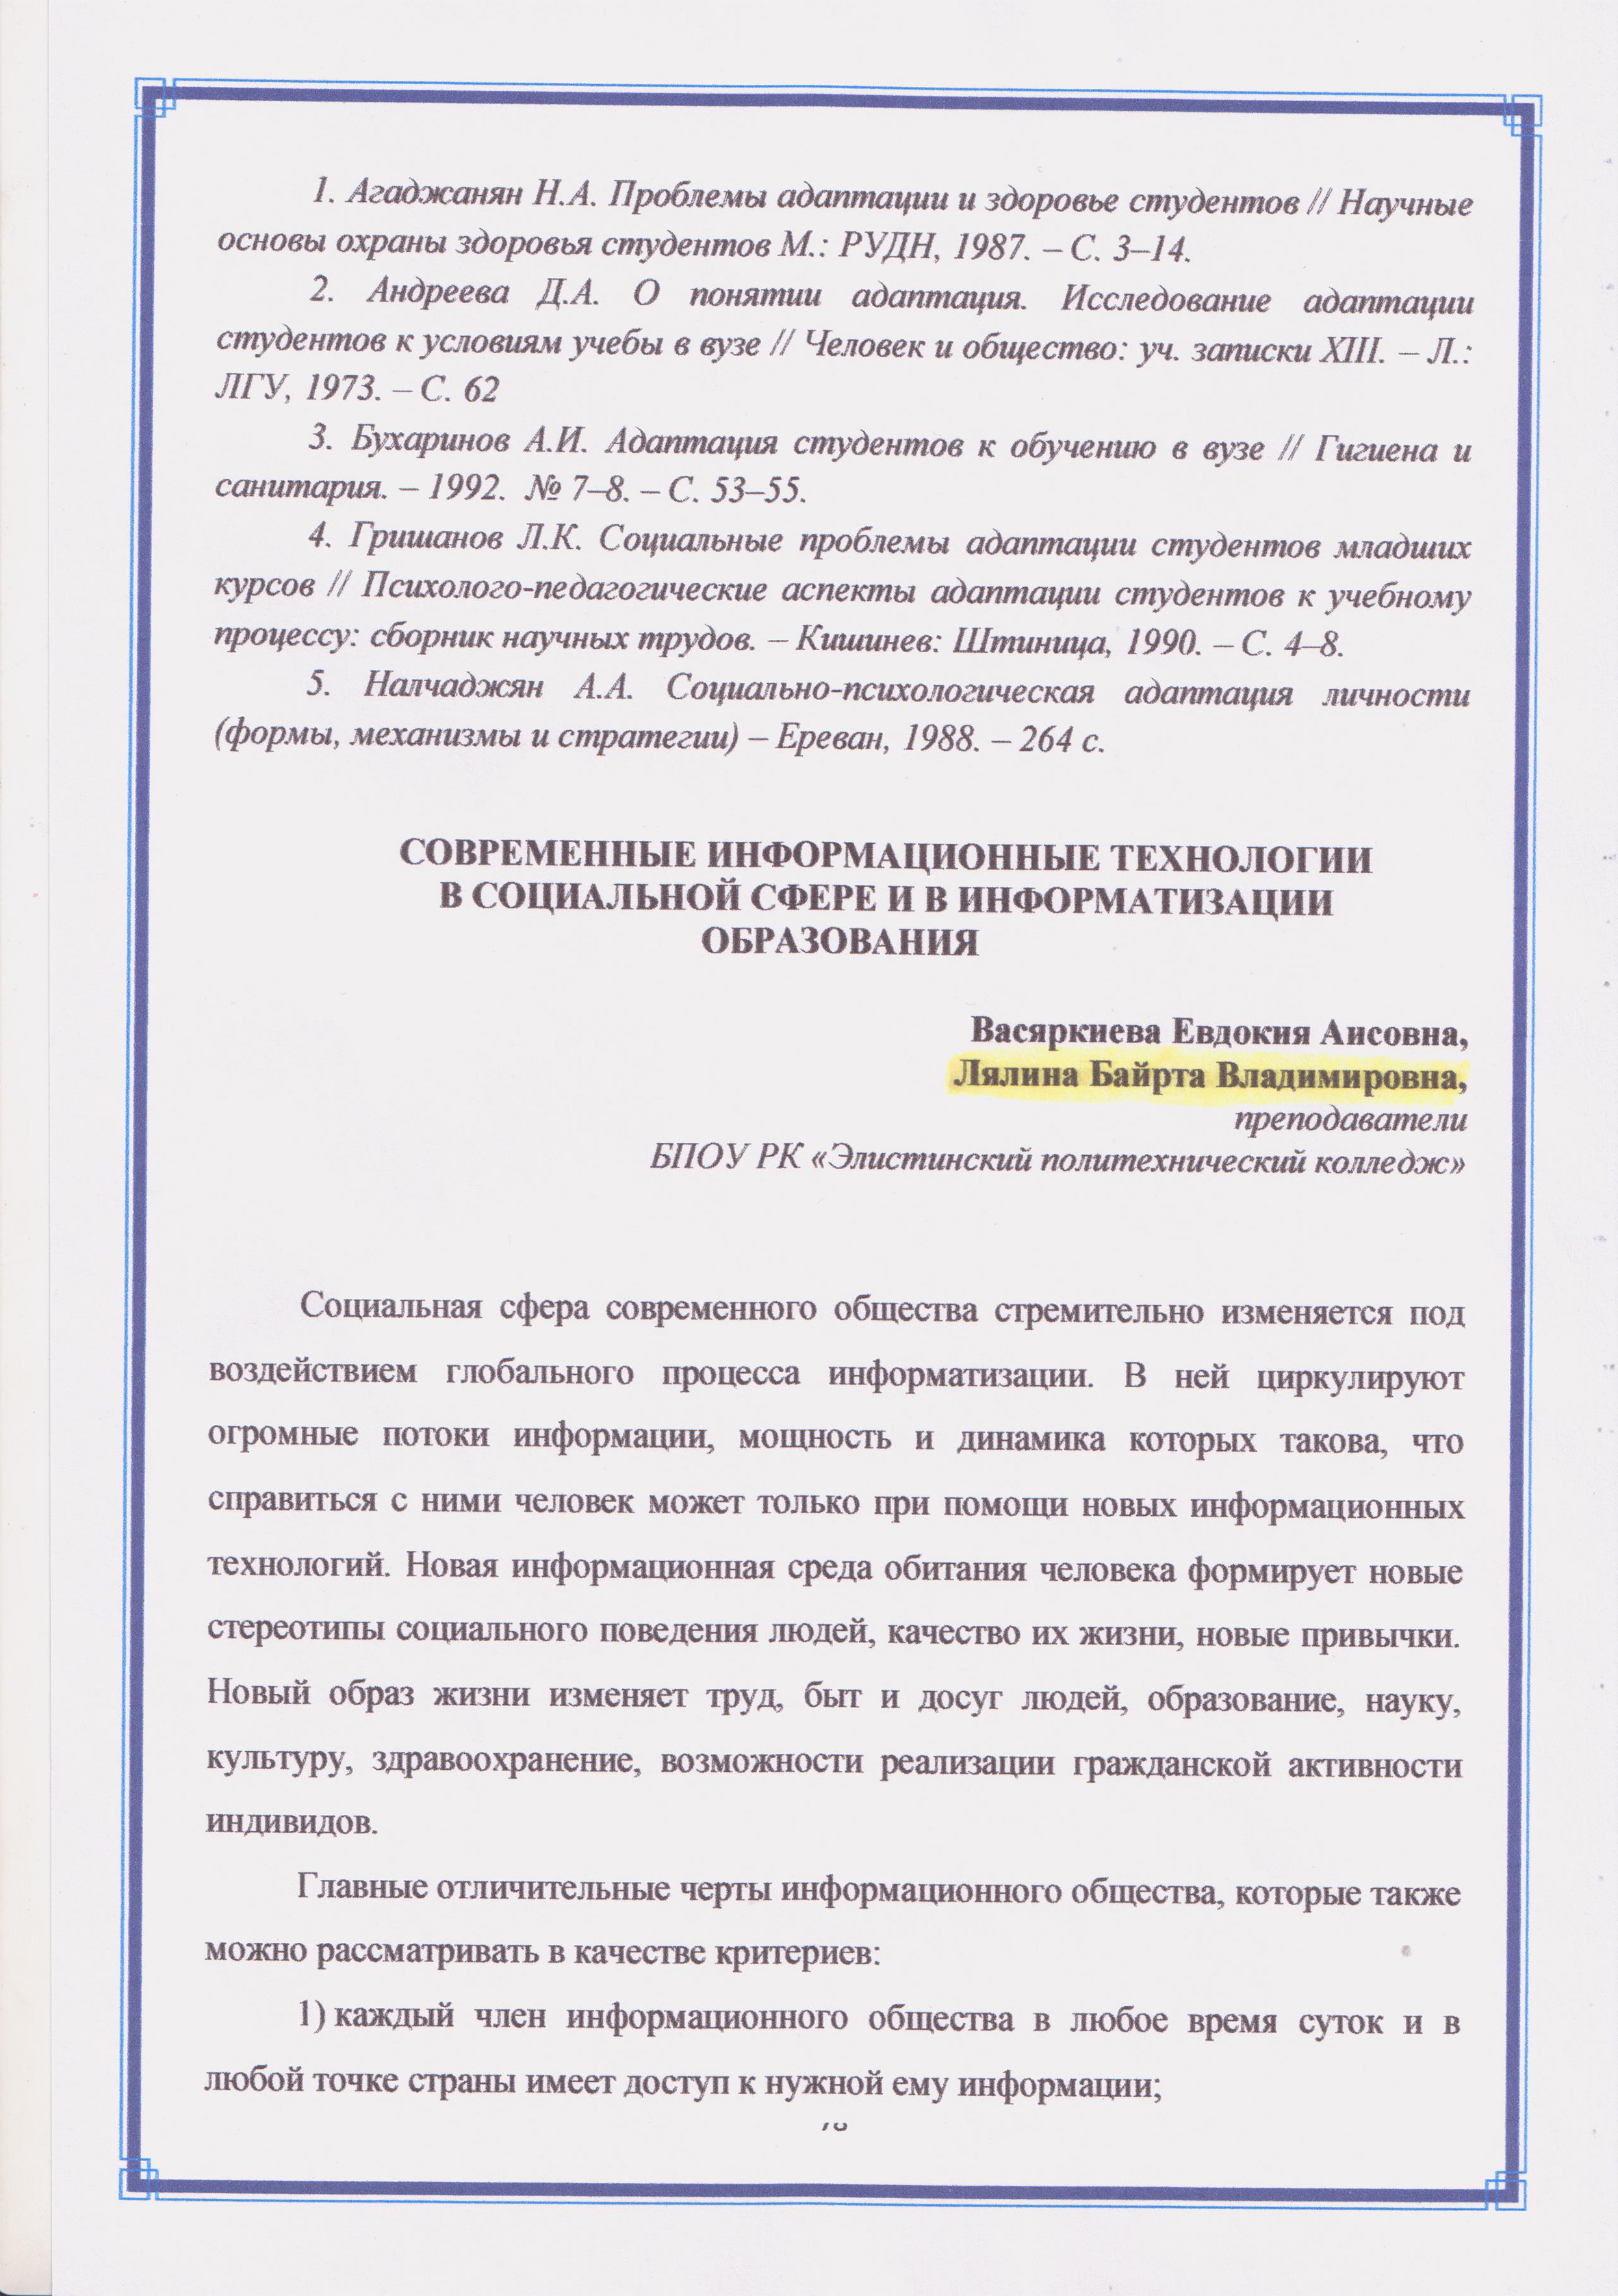 1. Агаджанян Н.А. Проблемы адаптации и здоровье студентов // Научные
основы охраны здоровья студентов М.: РУДН, 1987. – С. 3–14.
2. Андреева Д.А. О понятии адаптация. Исследование адаптации
студентов к условиям учебы в вузе // Человек и общество: уч. записки XIII. – Л.:
ЛГУ, 1973. – С. 62
3. Бухаринов А.И. Адаптация студентов к обучению в вузе // Гигиена и
санитария. – 1992. № 7–8. – С. 53–55.
4. Гришанов Л.К. Социальные проблемы адаптации студентов младших
курсов // Психолого-педагогические аспекты адаптации студентов к учебному
процессу: сборник научных трудов. – Кишинев: Штиница, 1990. – С. 4–8.
5. Налчаджян А.А. Социально-психологическая адаптация личности
(формы, механизмы и стратегии) – Ереван, 1988. – 264 с.
СОВРЕМЕННЫЕ ИНФОРМАЦИОННЫЕ ТЕХНОЛОГИИ
В СОЦИАЛЬНОЙ СФЕРЕ И В ИНФОРМАТИЗАЦИИ
ОБРАЗОВАНИЯ
Васяркиева Евдокия Аисовна,
Лялина Байрта Владимировна,
преподаватели
БПОУ РК «Элистинский политехнический колледж»
Социальная сфера современного общества стремительно изменяется под
воздействием глобального процесса информатизации. В ней циркулируют
огромные потоки информации, мощность и динамика которых такова, что
справиться с ними человек может только при помощи новых информационных
технологий. Новая информационная среда обитания человека формирует новые
стереотипы социального поведения людей, качество их жизни, новые привычки.
Новый образ жизни изменяет труд, быт и досуг людей, образование, науку,
культуру, здравоохранение, возможности реализации гражданской активности
индивидов.
Главные отличительные черты информационного общества, которые также
можно рассматривать в качестве критериев:
1) каждый член информационного общества в любое время суток и в
любой точке страны имеет доступ к нужной ему информации;